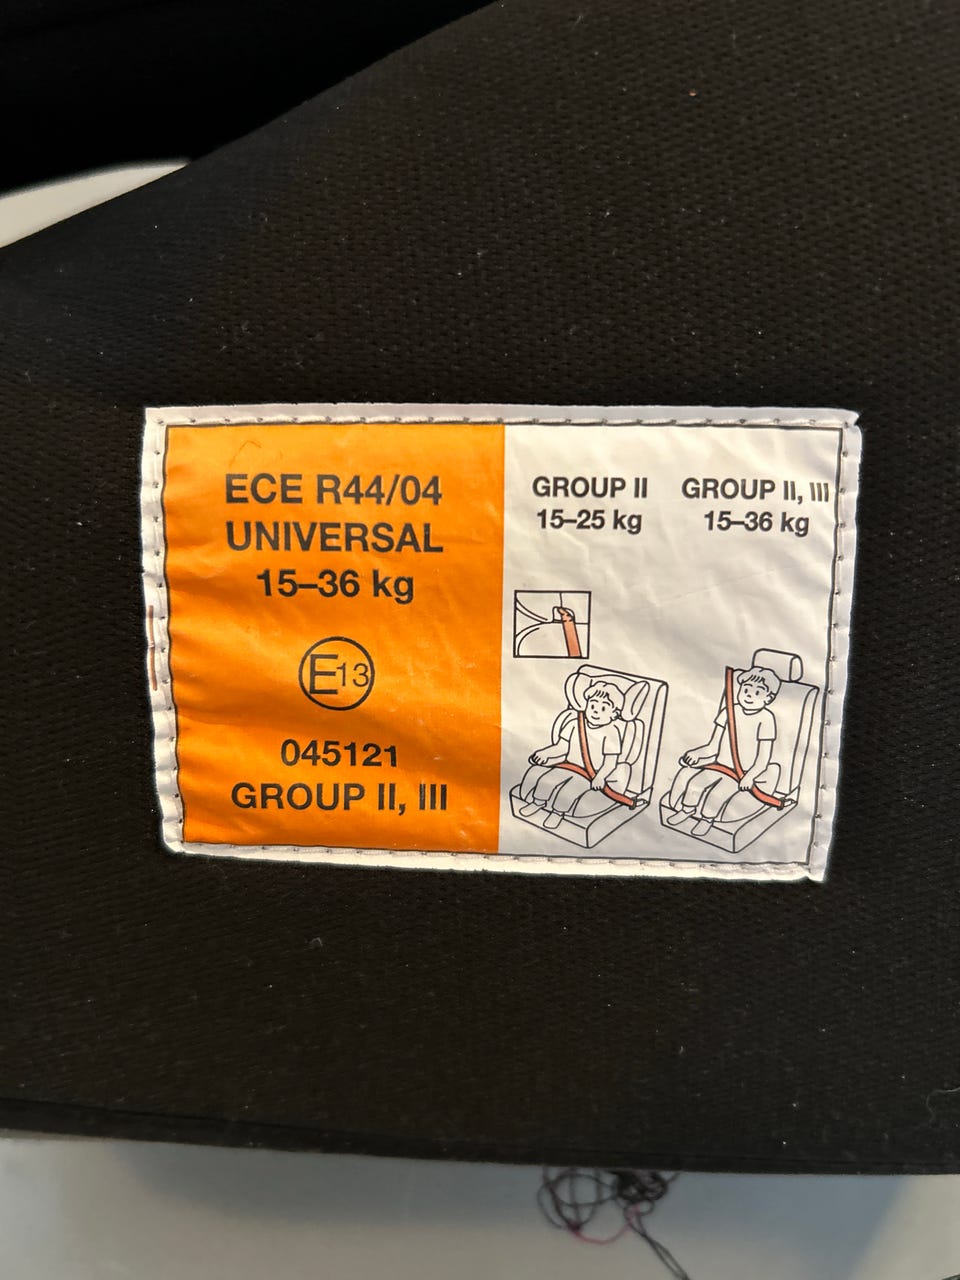 ECE R44/04
UNIVERSAL
15–36 kg
E13
045121
GROUP II, III
GROUP II
15–25 kg
GROUP II, III
15–36 kg